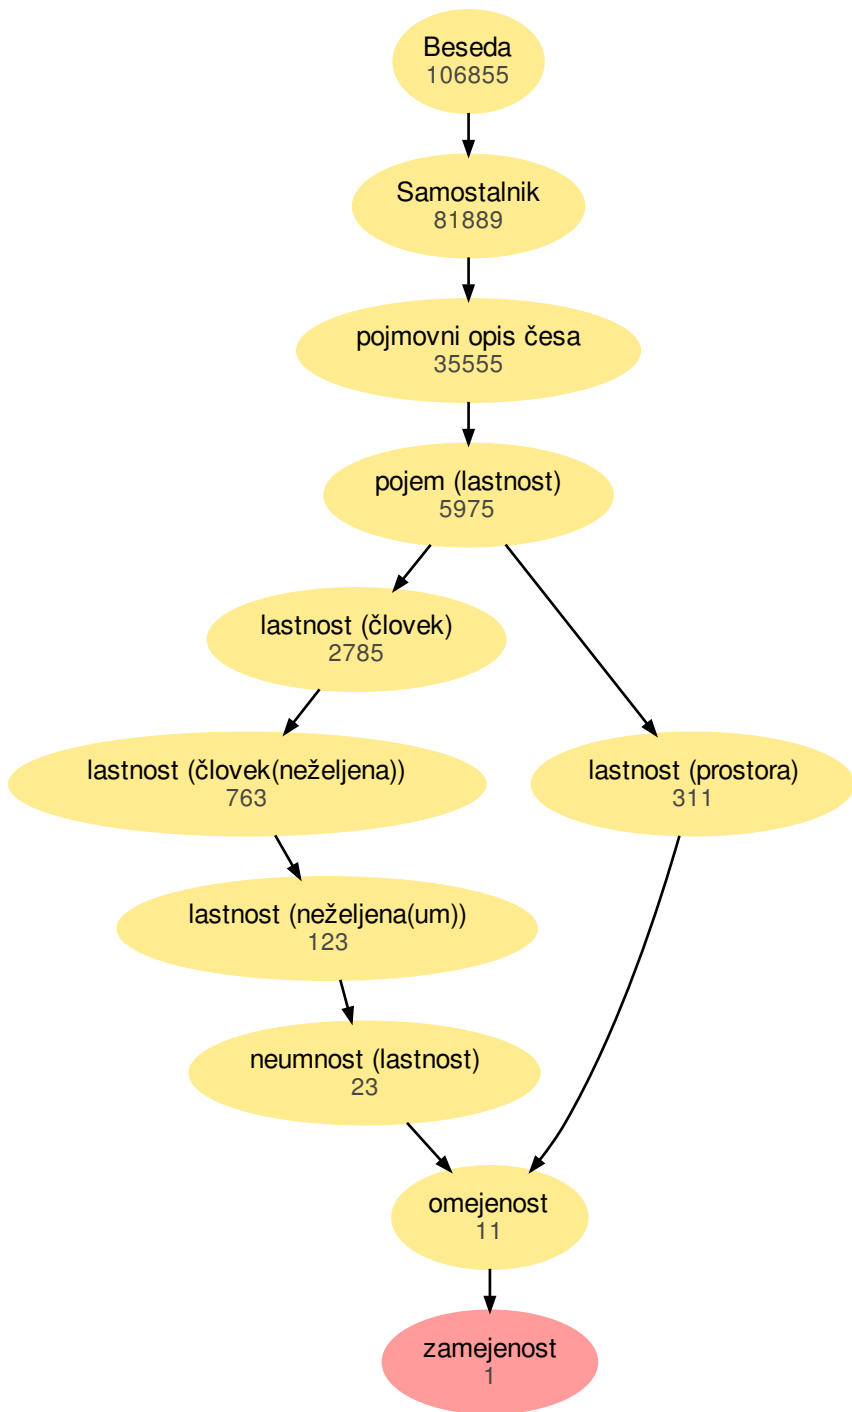 Beseda
106855
Samostalnik
81889
pojmovni opis česa
35555
pojem (lastnost)
5975
lastnost (človek)
2785
lastnost (človek(neželjena))
763
lastnost (prostora)
311
lastnost (neželjena(um))
123
neumnost (lastnost)
23
omejenost
11
zamejenost
1